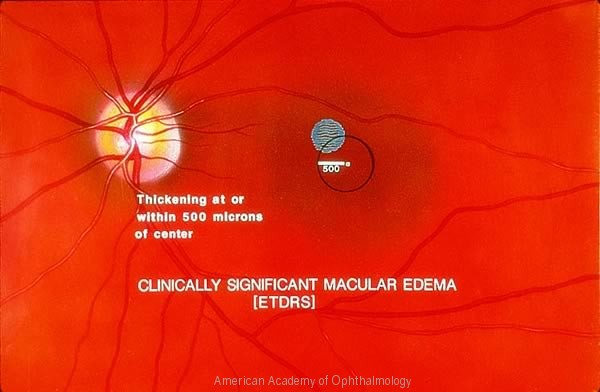 500 μ
Thickening at or
within 500 microns
of center
CLINICALLY SIGNIFICANT MACULAR EDEMA
[ETDRS]
American Academy of Ophthalmology